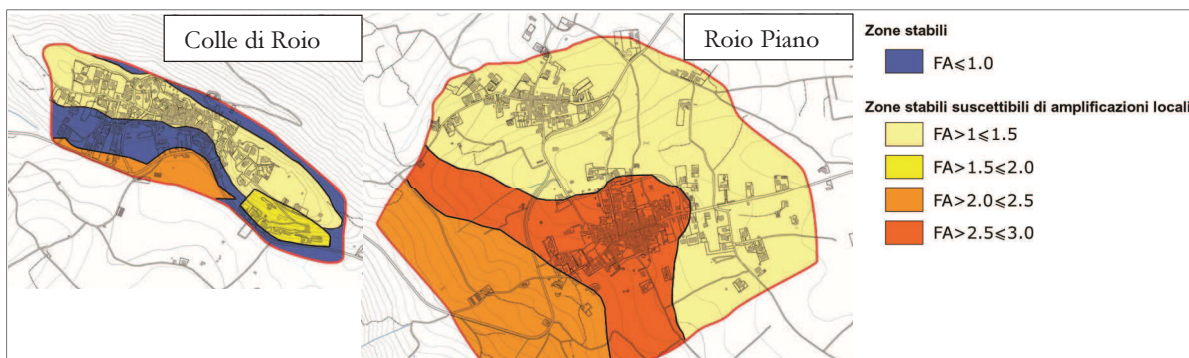 Colle di Roio
Roio Piano
Zone stabili
FA⩽1.0
Zone stabili suscettibili di amplificazioni locali
FA>1⩽1.5
FA>1.5⩽2.0
FA>2.0⩽2.5
FA>2.5⩽3.0